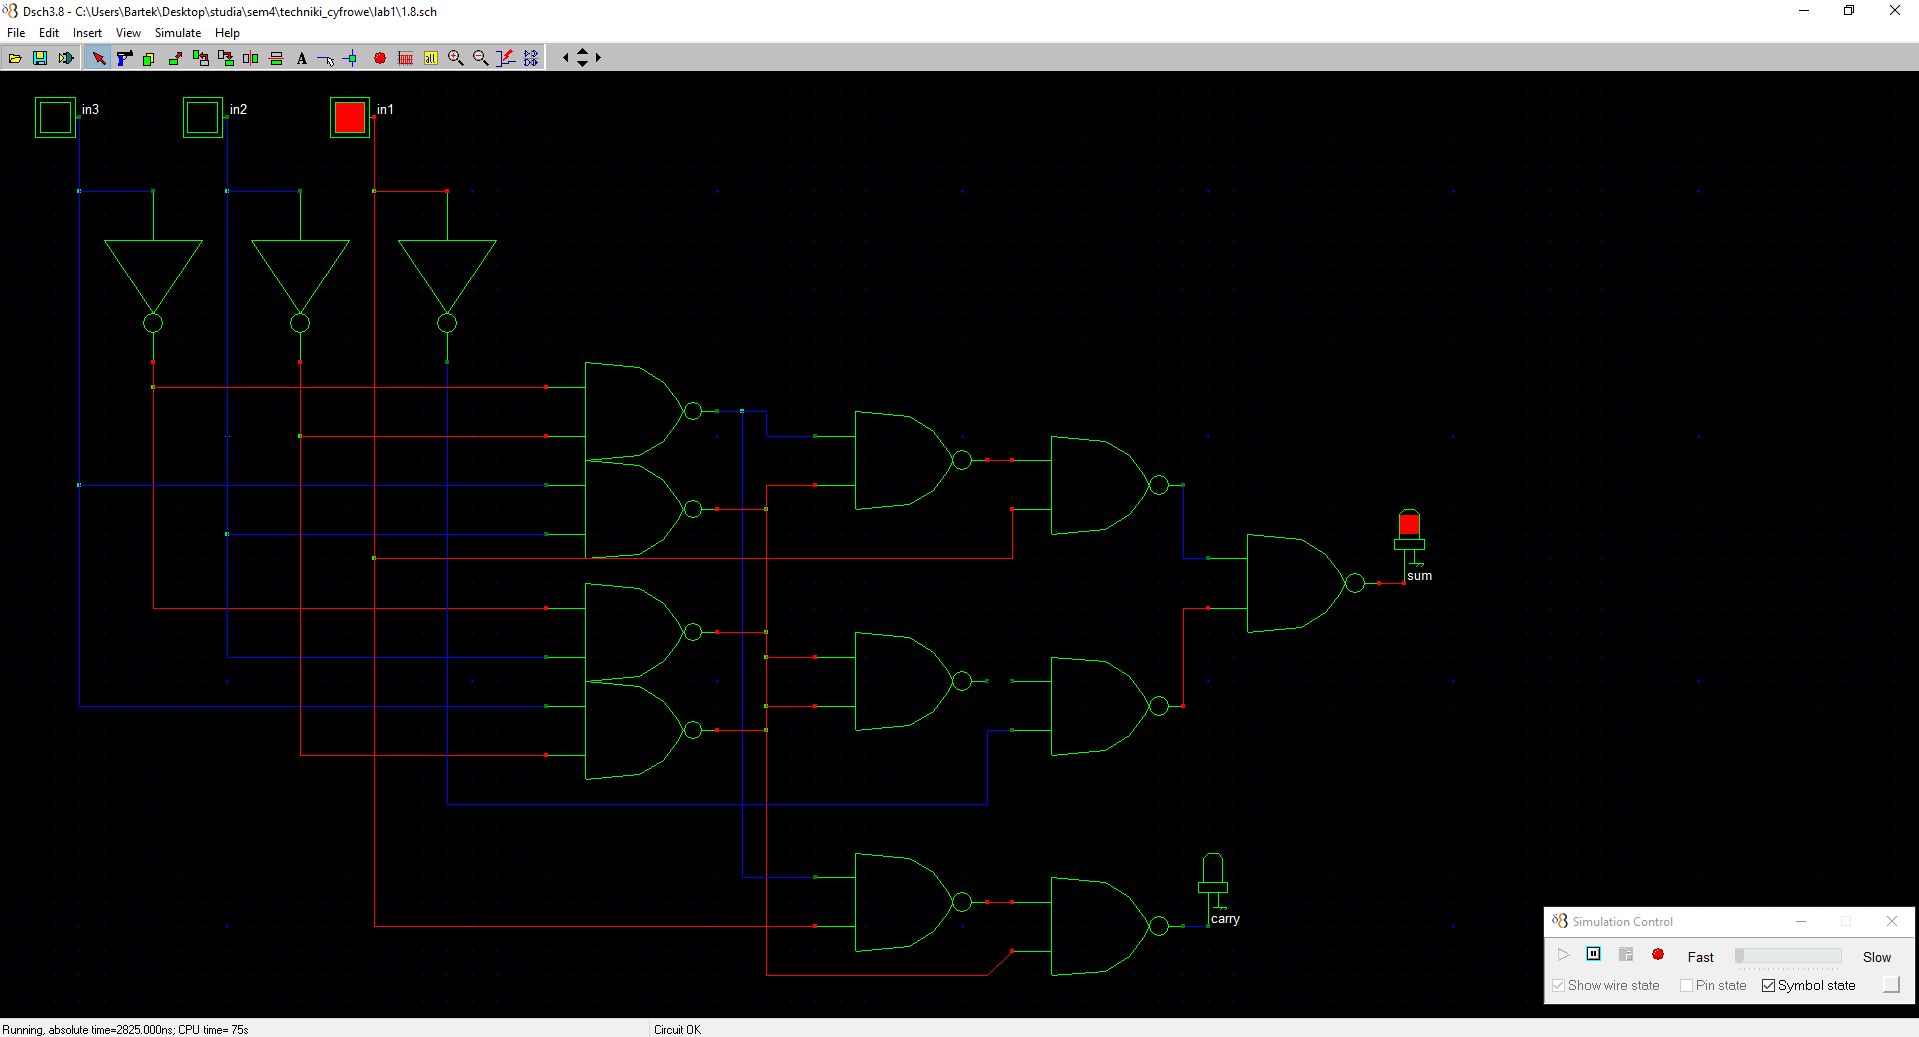 Dsch3.8 - C:\Users\Bartek\Desktop\studia\sem4\techniki_cyfrowe\lab1\1.8.sch
File Edit Insert View Simulate Help
A
all
in3 in2 in1
sum
carry
Simulation Control
Fast Slow
Show wire state Pin state Symbol state
Running, absolute time=2825.000ns; CPU time= 75s Circuit OK